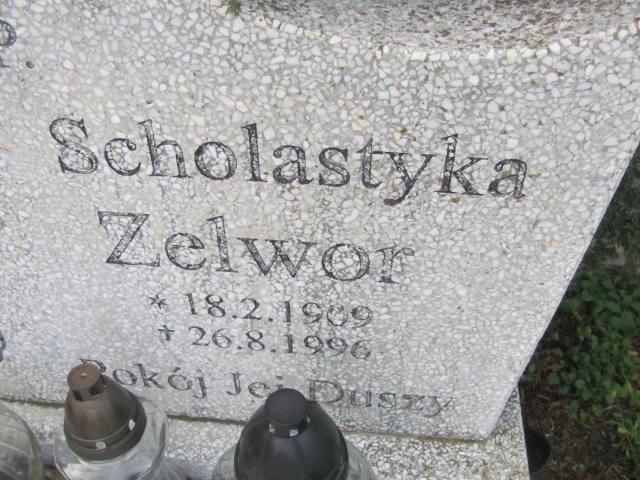 Scholastyka
Zelwor
* 18.2.1909
† 26.8.1996
Pokój Jej Duszy